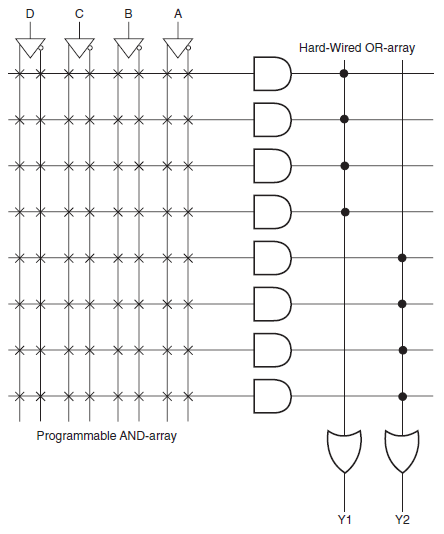 D C B A
Hard-Wired OR-array
Programmable AND-array
Y1 Y2